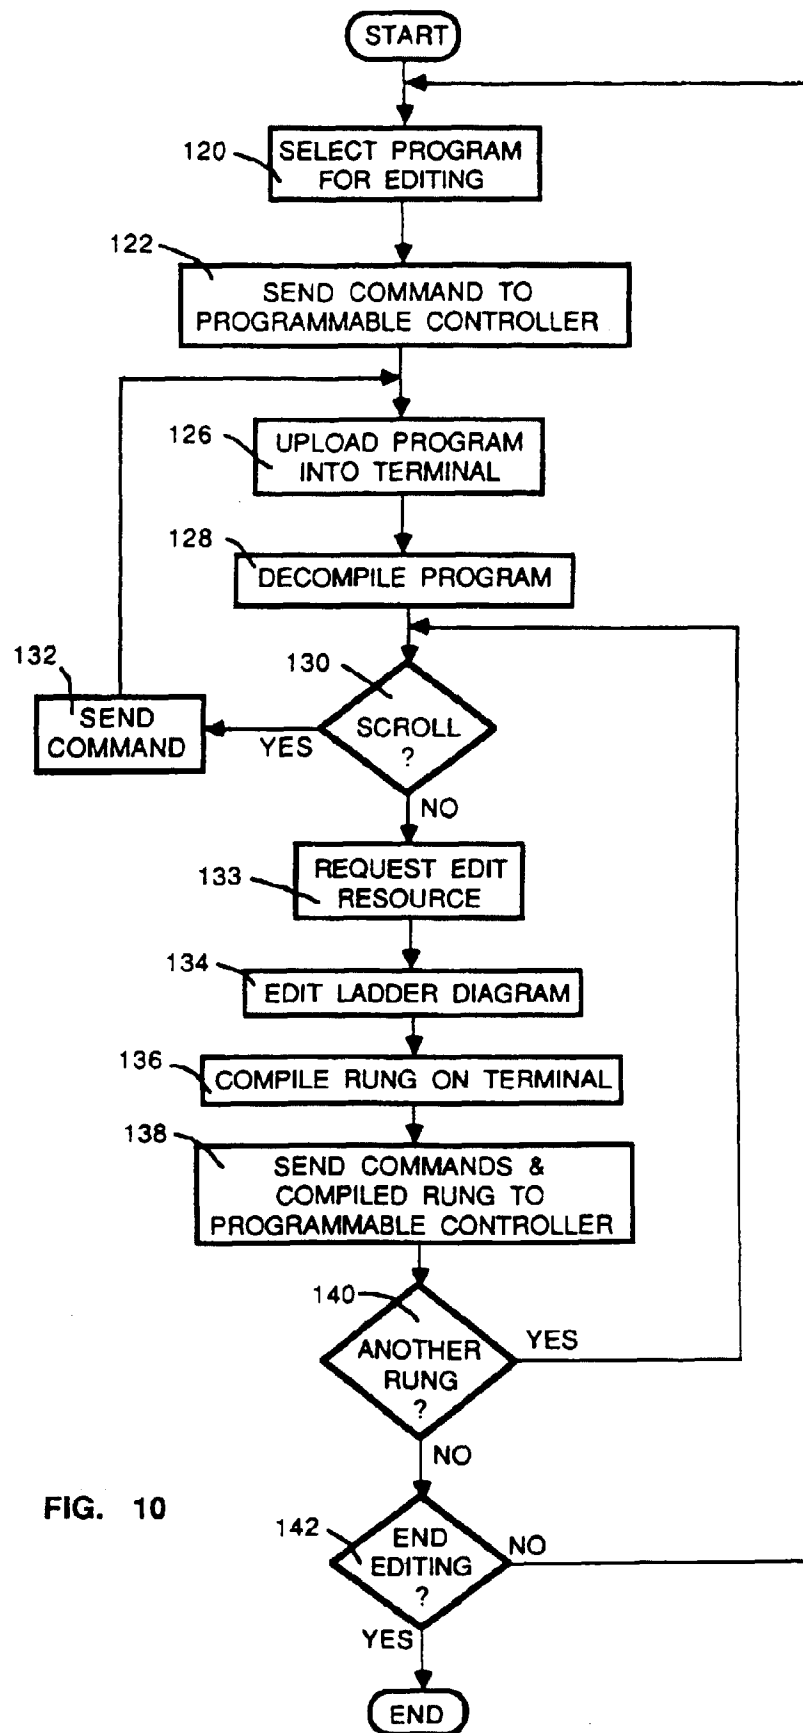 START
120
SELECT PROGRAM
FOR EDITING
122
SEND COMMAND TO
PROGRAMMABLE CONTROLLER
126
UPLOAD PROGRAM
INTO TERMINAL
128
DECOMPILE PROGRAM
132
SEND
COMMAND
130
SCROLL
?
YES
NO
133
REQUEST EDIT
RESOURCE
134
EDIT LADDER DIAGRAM
136
COMPILE RUNG ON TERMINAL
138
SEND COMMANDS &
COMPILED RUNG TO
PROGRAMMABLE CONTROLLER
140
ANOTHER
RUNG
?
YES
NO
FIG. 10
142
END
EDITING
?
NO
YES
END